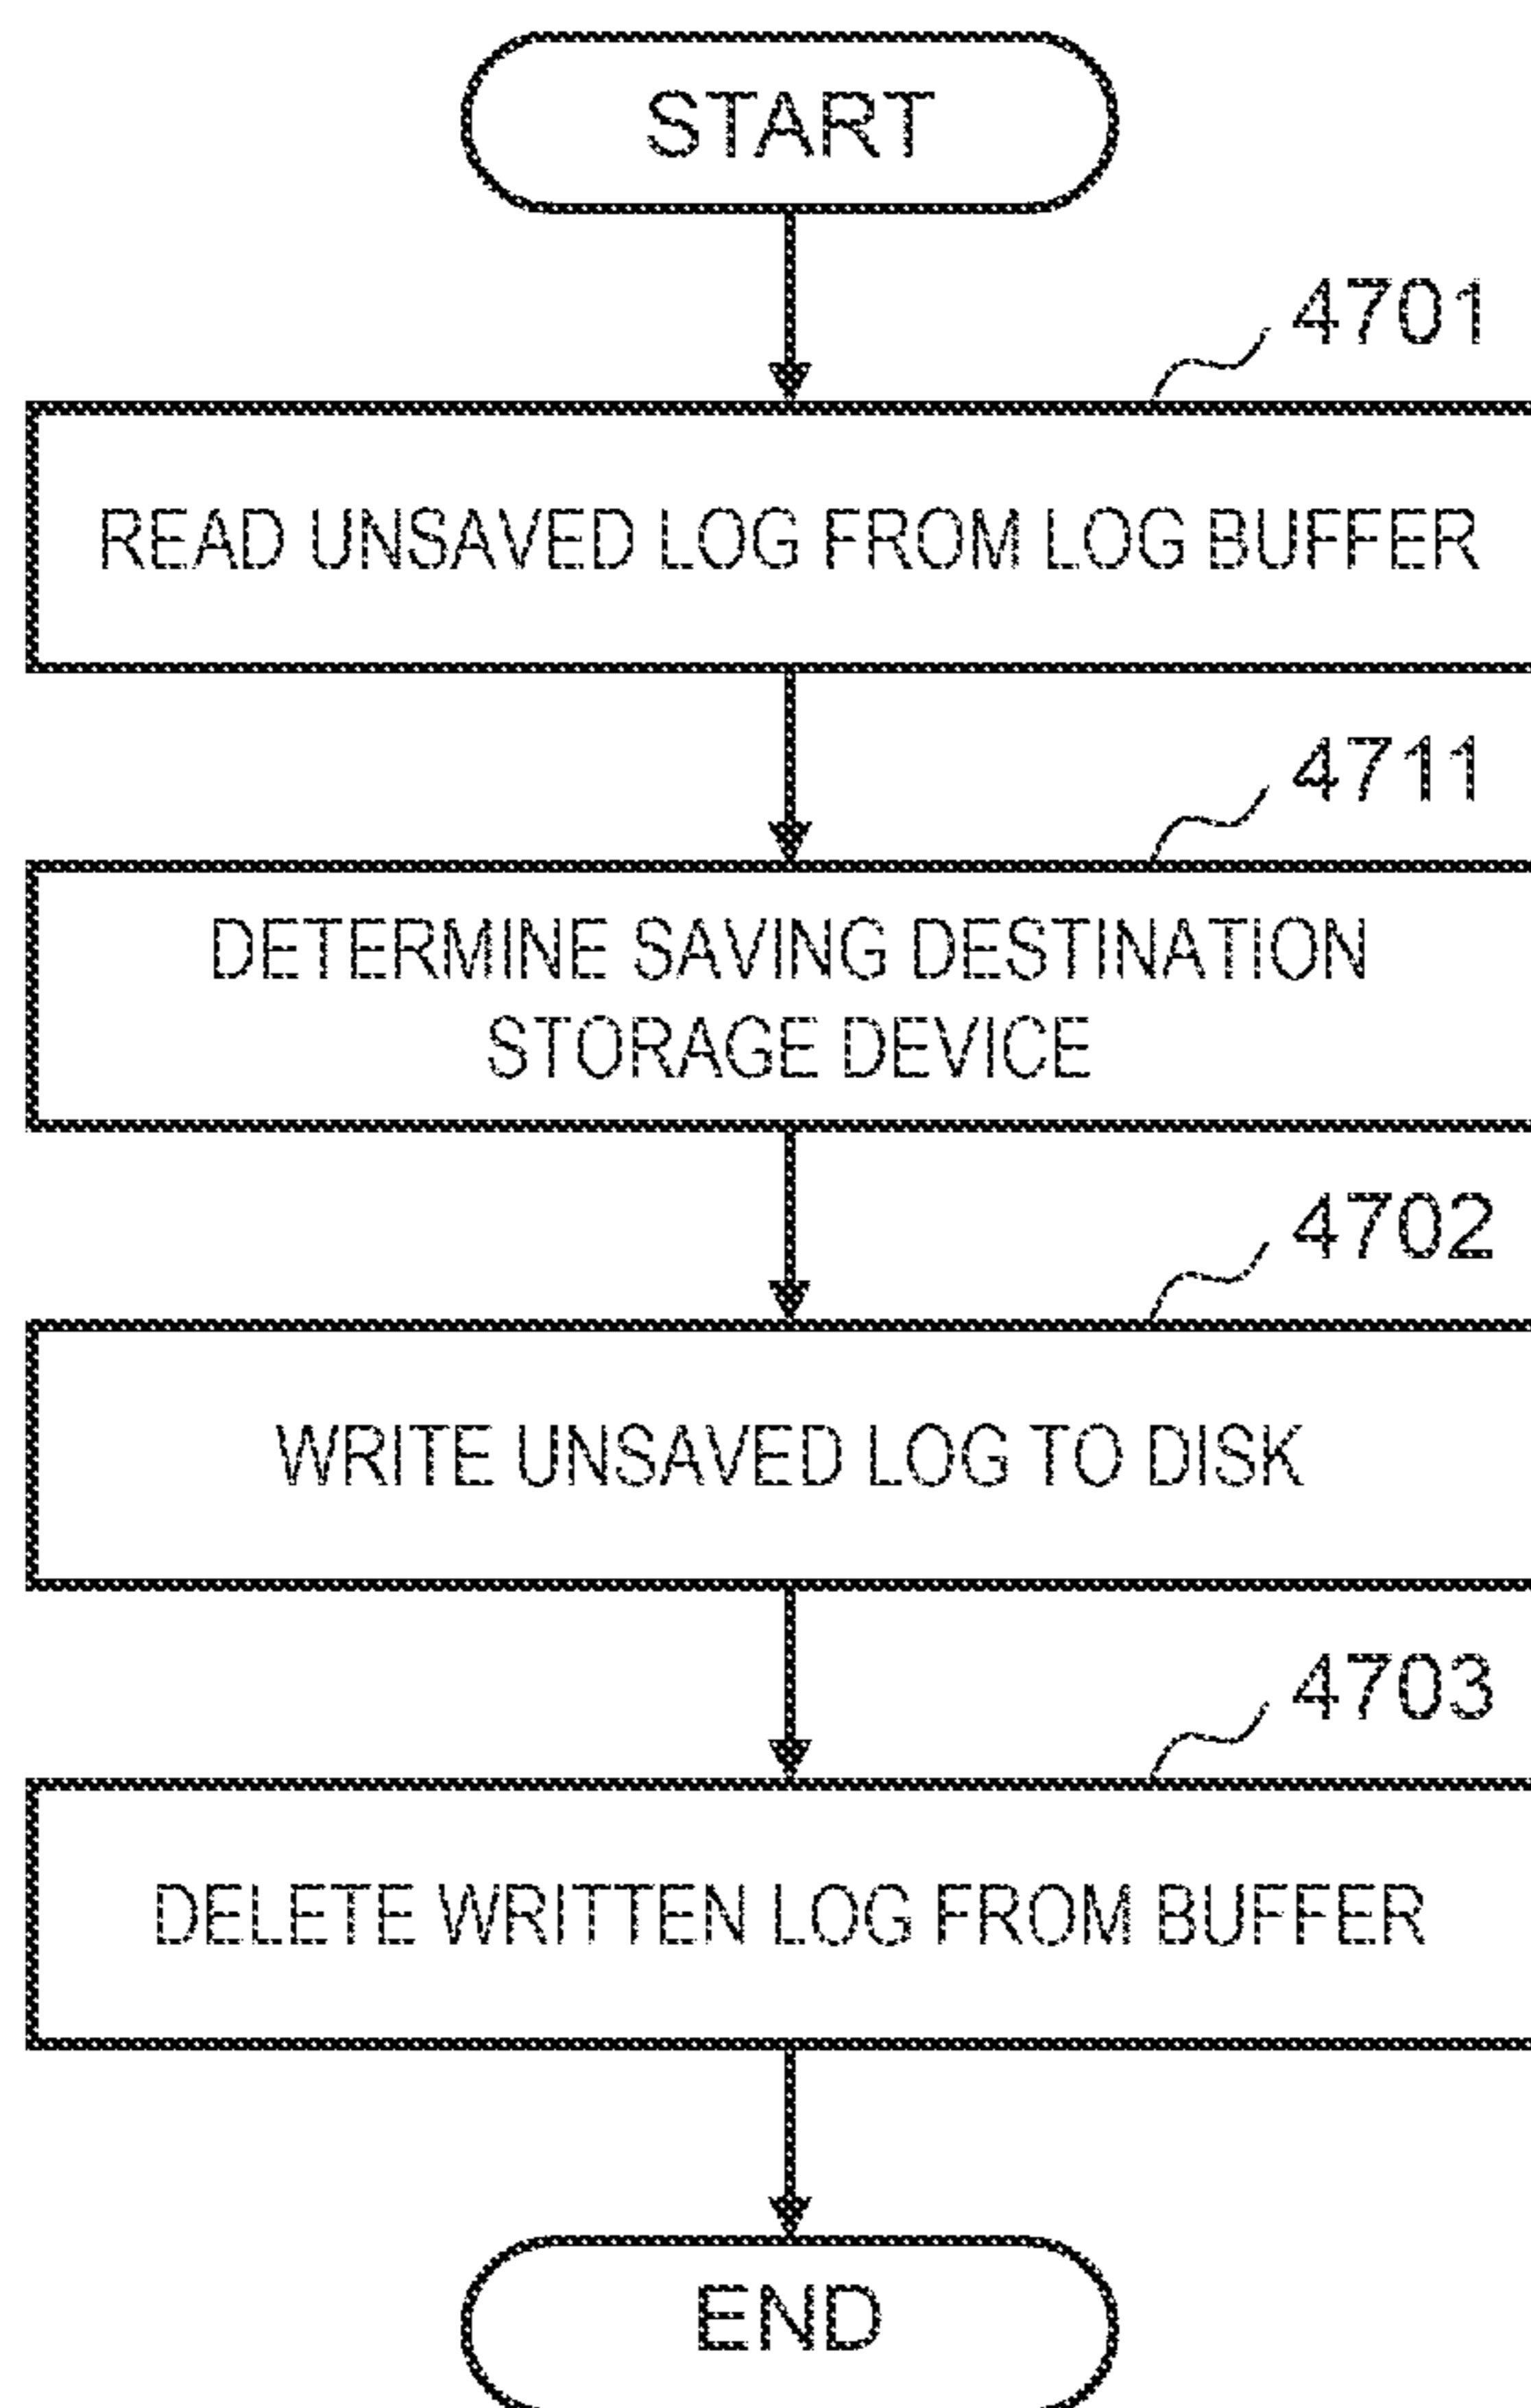 START
4701
READ UNSAVED LOG FROM LOG BUFFER
4711
DETERMINE SAVING DESTINATION
STORAGE DEVICE
4702
WRITE UNSAVED LOG TO DISK
4703
DELETE WRITTEN LOG FROM BUFFER
END